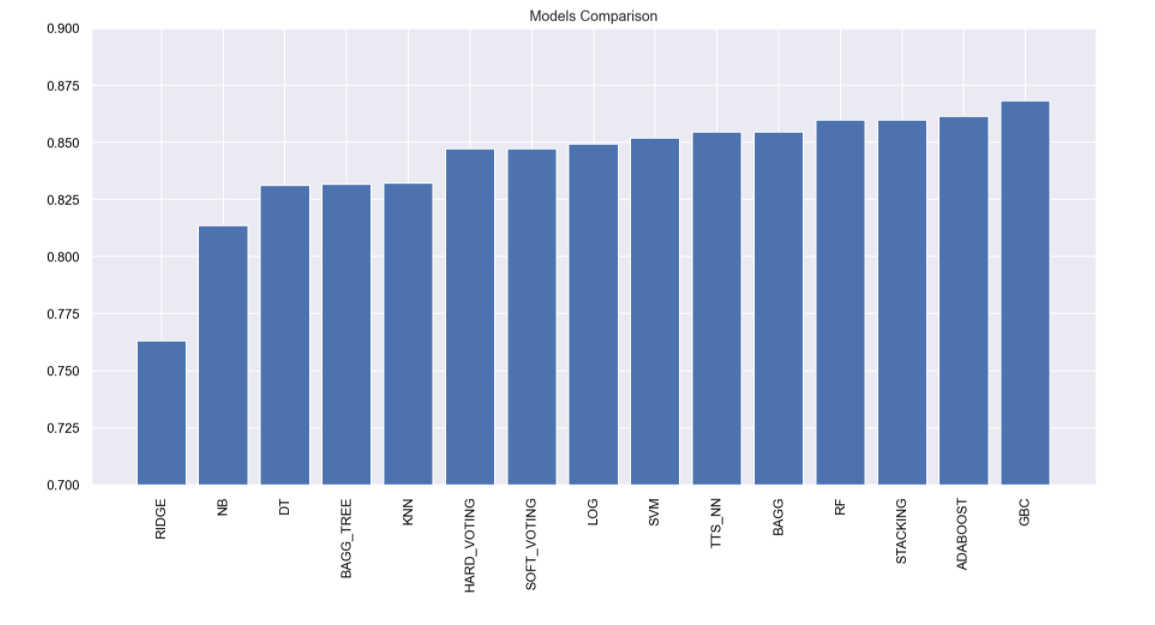 Models Comparison
0.900
0.875
0.850
0.825
0.800
0.775
0.750
0.725
0.700
RIDGE
NB
DT
BAGG_TREE
KNN
HARD_VOTING
SOFT_VOTING
LOG
SVM
TTS_NN
BAGG
RF
STACKING
ADABOOST
GBC